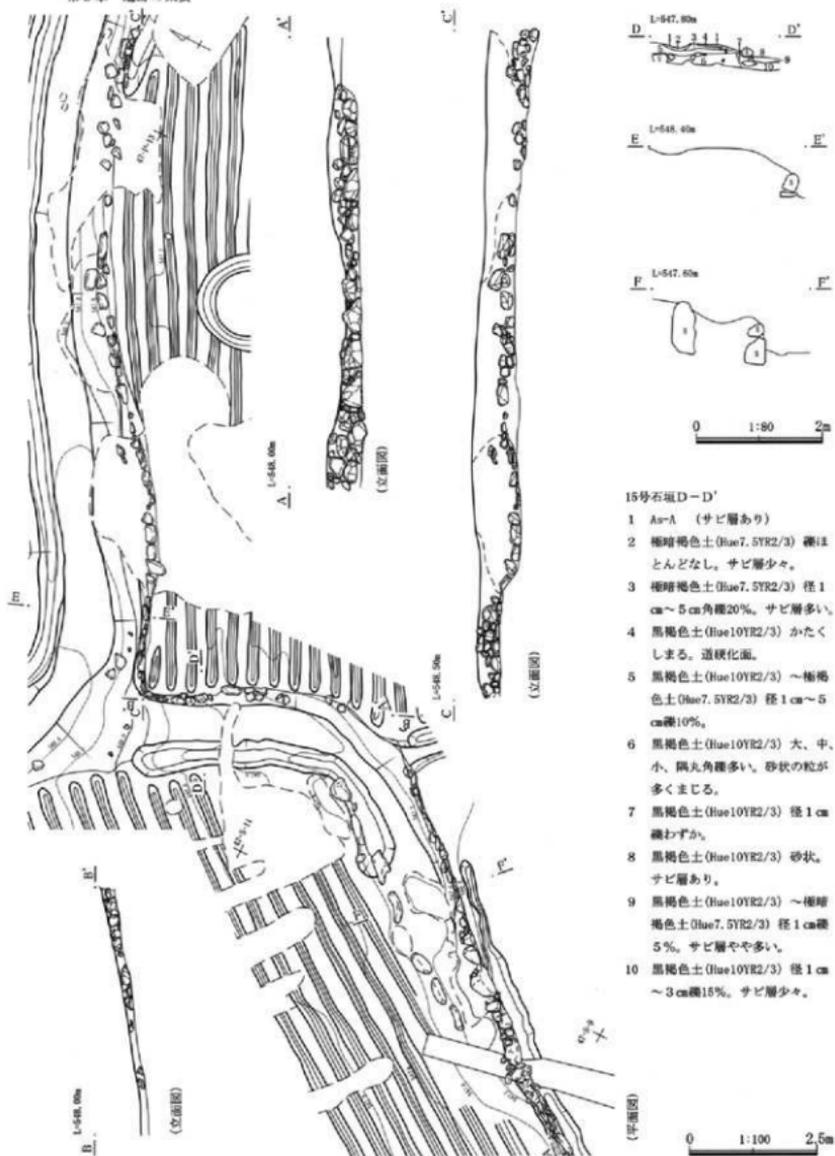 D L=547.80m D'
1 2 3 4 1 7
8
9
10
E L=548.40m E'
F L=547.60m F'
0 1:80 2m
15号石垣D-D'
1 As-A (サビ層あり)
2 極暗褐色土(Hue7.5YR2/3) 礫ほ
とんどなし。サビ層少々。
3 極暗褐色土(Hue7.5YR2/3) 径1
cm～5cm角礫20%。サビ層多い。
4 黒褐色土(Hue10YR2/3) かたく
しまる。道硬化面。
5 黒褐色土(Hue10YR2/3) ～極褐
色土(Hue7.5YR2/3) 径1cm～5
cm礫10%。
6 黒褐色土(Hue10YR2/3) 大、中、
小、隅丸角礫多い。砂状の粒が
多くまじる。
7 黒褐色土(Hue10YR2/3) 径1cm
礫わずか。
8 黒褐色土(Hue10YR2/3) 砂状。
サビ層あり。
9 黒褐色土(Hue10YR2/3) ～極暗
褐色土(Hue7.5YR2/3) 径1cm礫
5%。サビ層やや多い。
10 黒褐色土(Hue10YR2/3) 径1cm
～3cm礫15%。サビ層少々。
A L=548.00m A'
(立面図)
C L=548.50m C'
(立面図)
B L=548.00m B'
(立面図)
C'
E
E'
D'
D
F'
(平面図)
0 1:100 2.5m